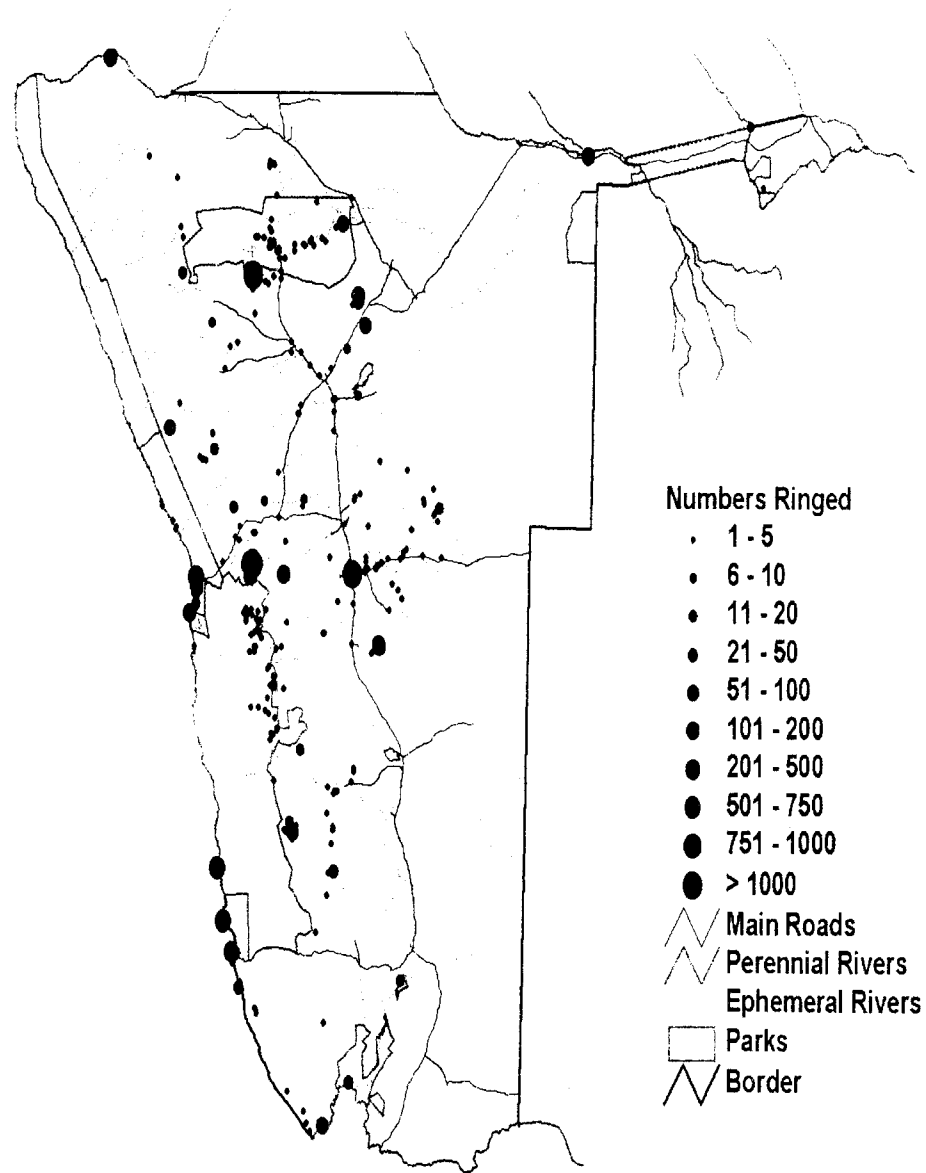 Numbers Ringed
1 - 5
6 - 10
11 - 20
21 - 50
51 - 100
101 - 200
201 - 500
501 - 750
751 - 1000
> 1000
Main Roads
Perennial Rivers
Ephemeral Rivers
Parks
Border